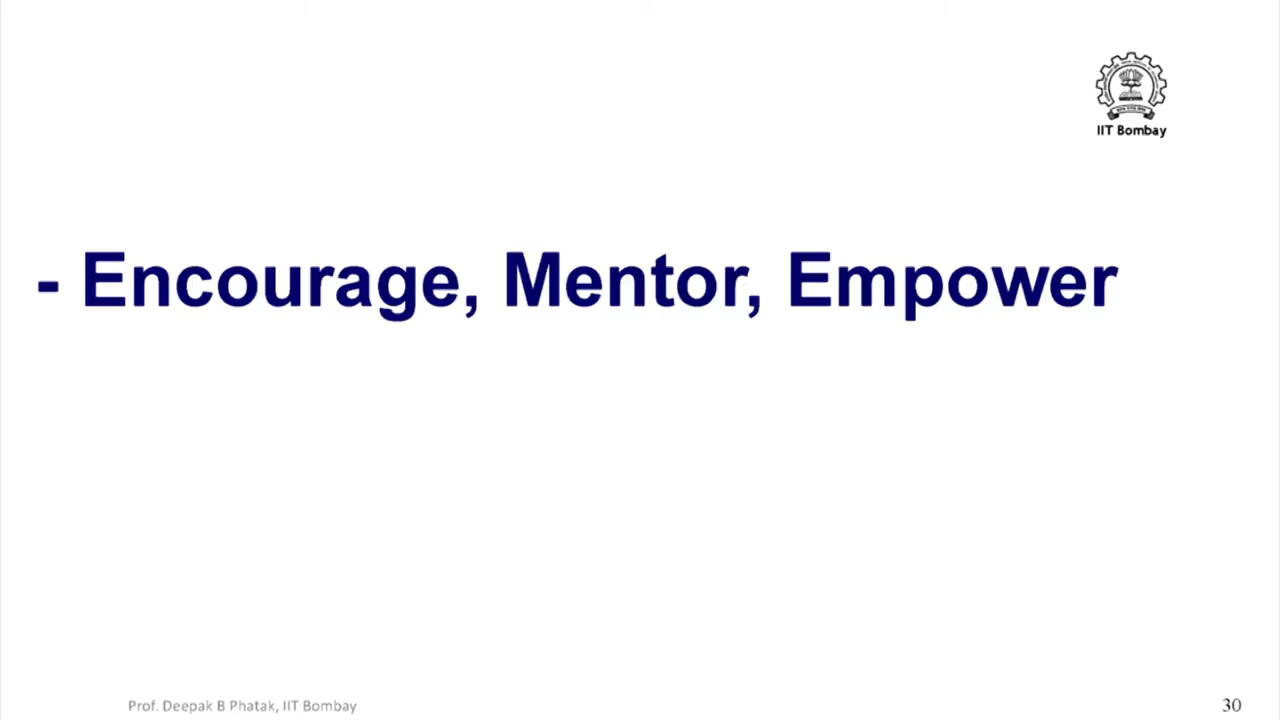 IIT Bombay
- Encourage, Mentor, Empower
Prof. Deepak B Phatak, IIT Bombay
30